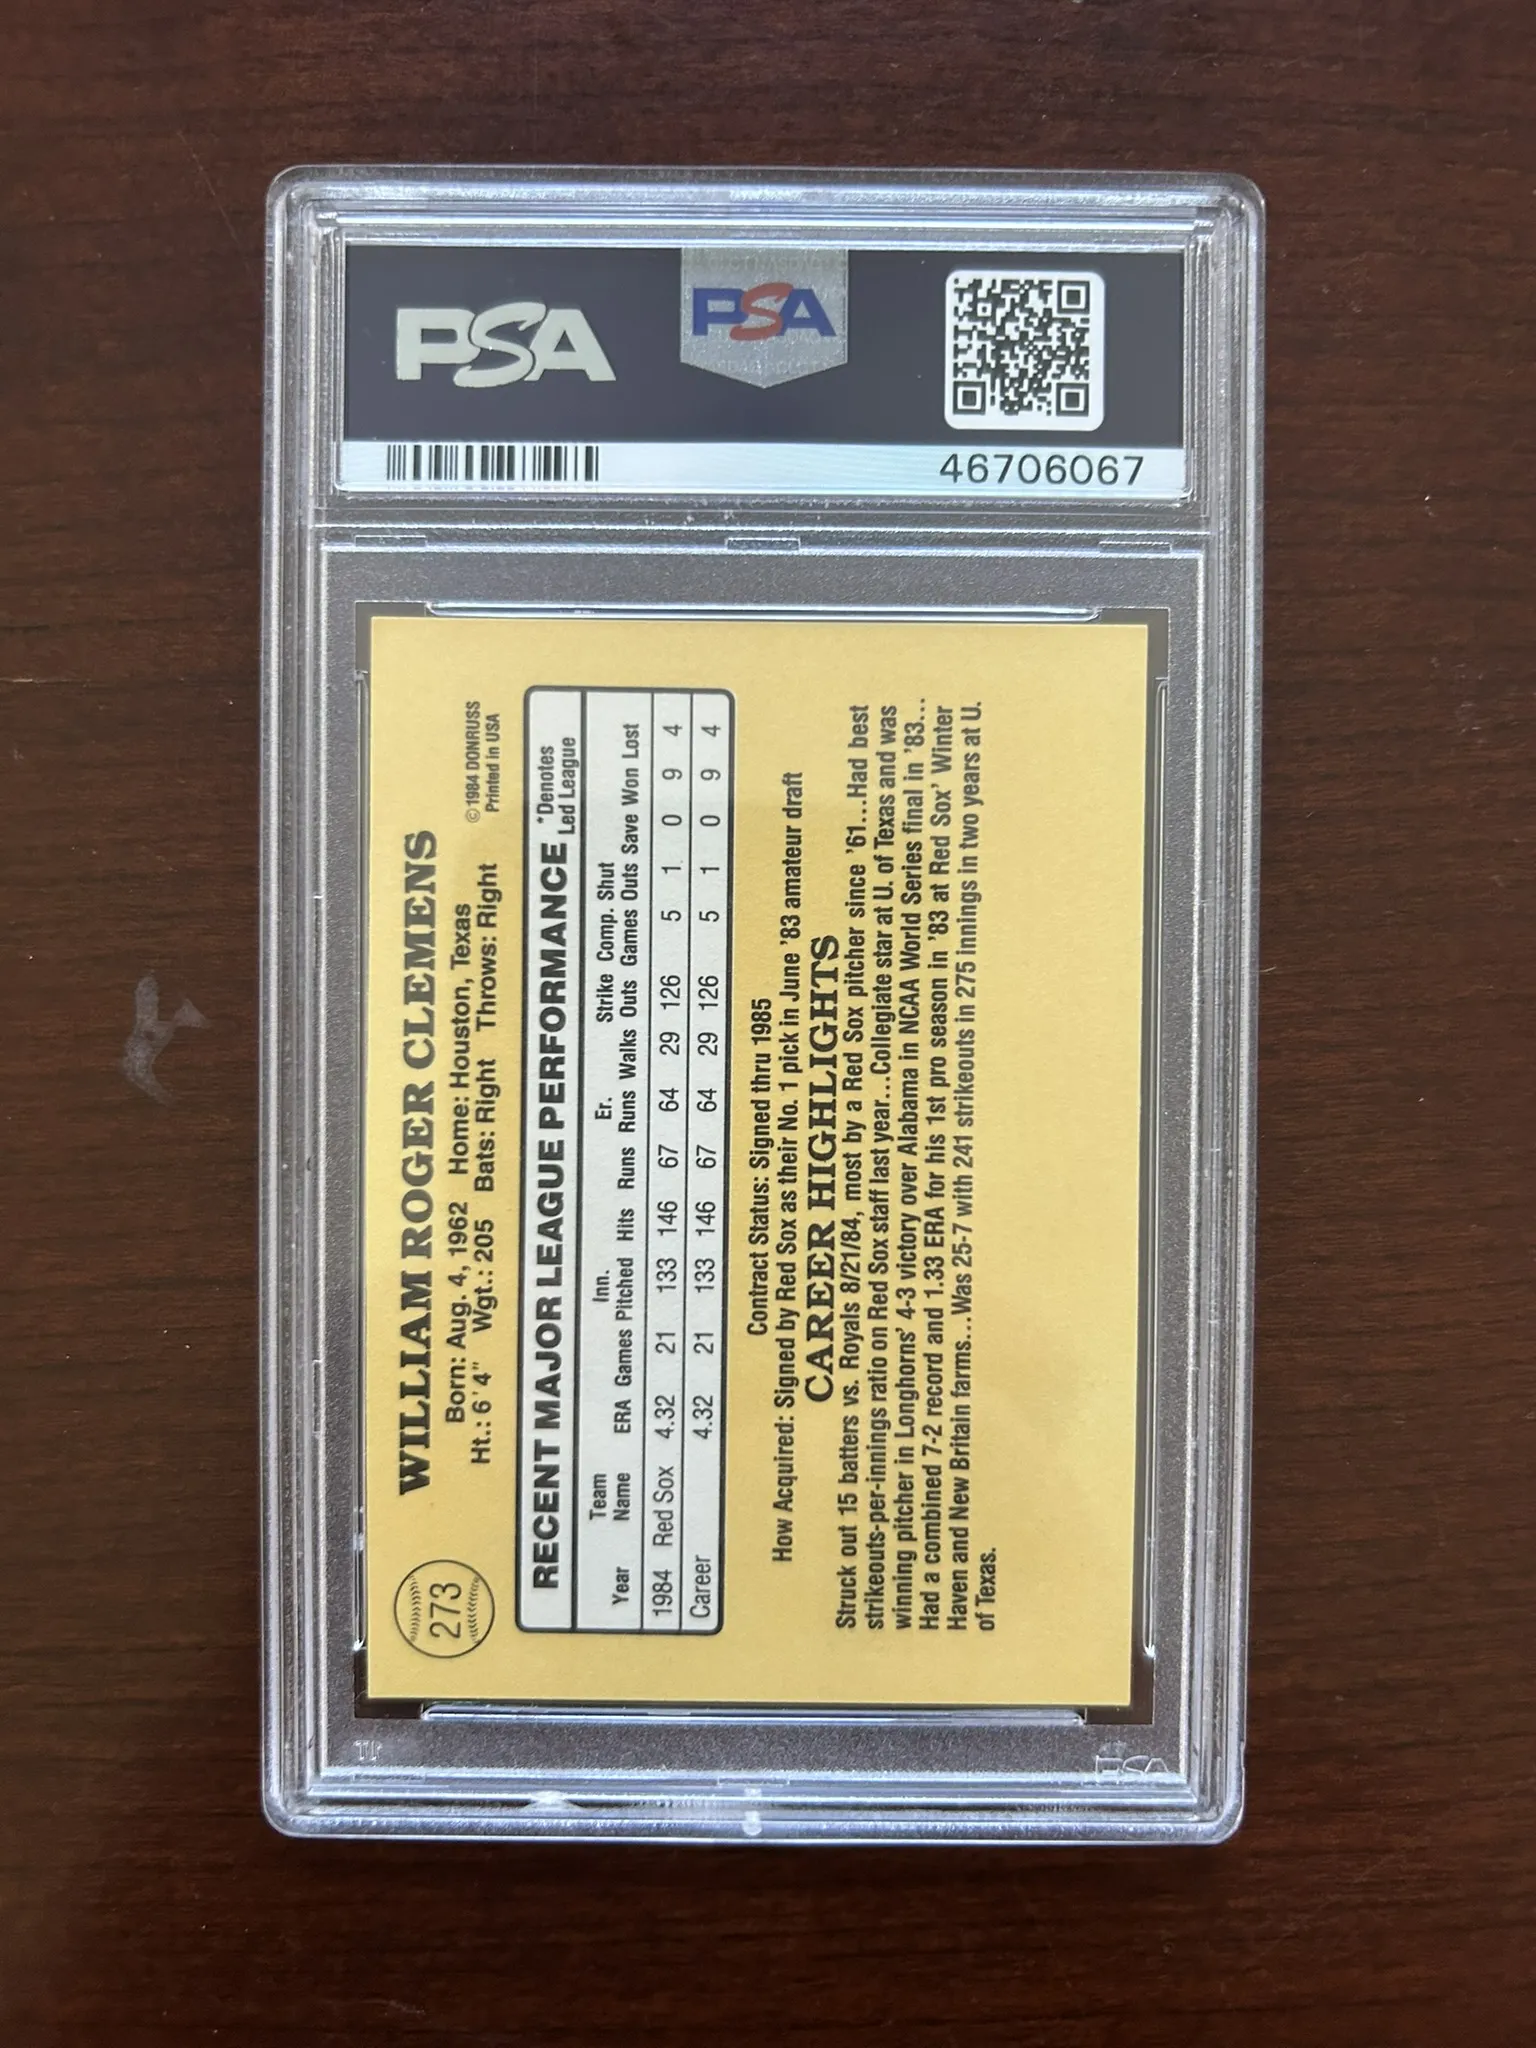 PSA
PSA
46706067
273
WILLIAM ROGER CLEMENS
Born: Aug. 4, 1962 Home: Houston, Texas
Ht.: 6'4" Wgt.: 205 Bats: Right Throws: Right
© 1984 DONRUSS
Printed in USA
RECENT MAJOR LEAGUE PERFORMANCE *Denotes Led League
Year Team Name ERA Games Inn. Pitched Hits Runs Er. Runs Walks Strike Outs Comp. Games Shut Outs Save Won Lost
1984 Red Sox 4.32 21 133 146 67 64 29 126 5 1 0 9 4
Career 4.32 21 133 146 67 64 29 126 5 1 0 9 4
Contract Status: Signed thru 1985
How Acquired: Signed by Red Sox as their No. 1 pick in June '83 amateur draft
CAREER HIGHLIGHTS
Struck out 15 batters vs. Royals 8/21/84, most by a Red Sox pitcher since '61...Had best
strikeouts-per-innings ratio on Red Sox staff last year...Collegiate star at U. of Texas and was
winning pitcher in Longhorns' 4-3 victory over Alabama in NCAA World Series final in '83...
Had a combined 7-2 record and 1.33 ERA for his 1st pro season in '83 at Red Sox' Winter
Haven and New Britain farms...Was 25-7 with 241 strikeouts in 275 innings in two years at U.
of Texas.
PSA